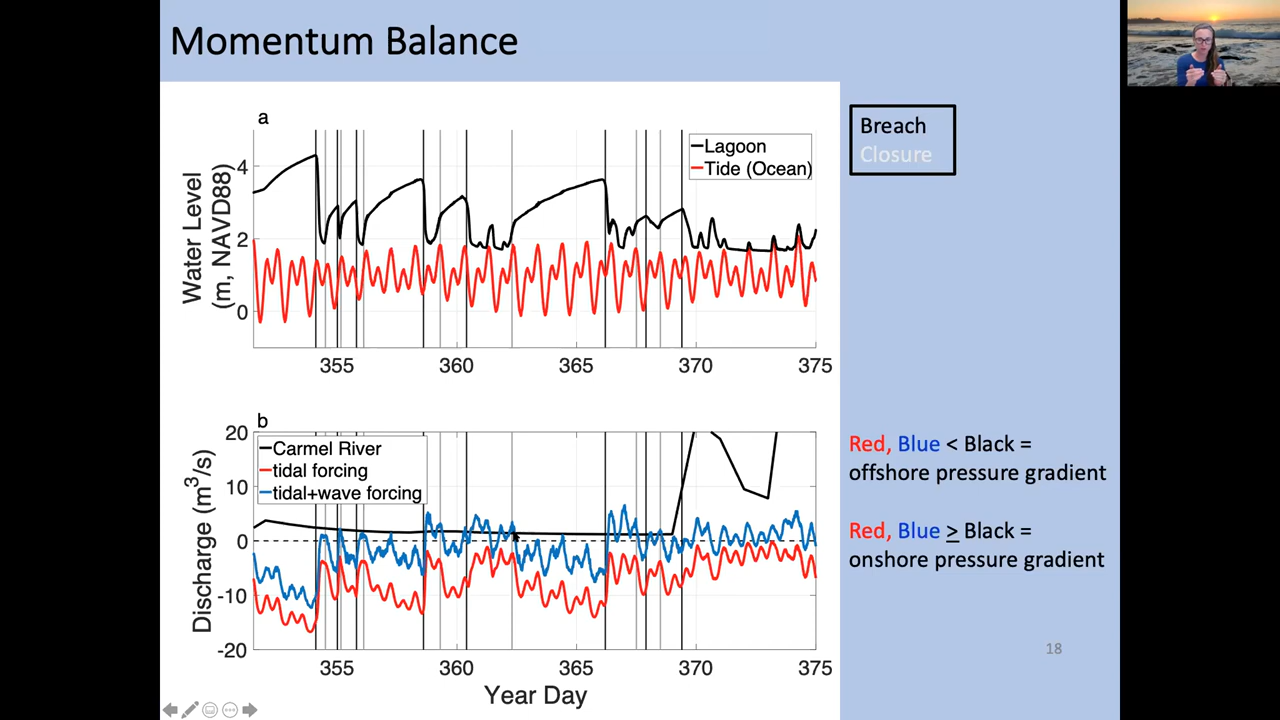 Momentum Balance
a
Lagoon
Tide (Ocean)
Water Level
(m, NAVD88)
4
2
0
355
360
365
370
375
Breach
Closure
b
Carmel River
tidal forcing
tidal+wave forcing
Discharge (m³/s)
20
10
0
-10
-20
355
360
365
370
375
Year Day
Red, Blue < Black =
offshore pressure gradient
Red, Blue ≥ Black =
onshore pressure gradient
18